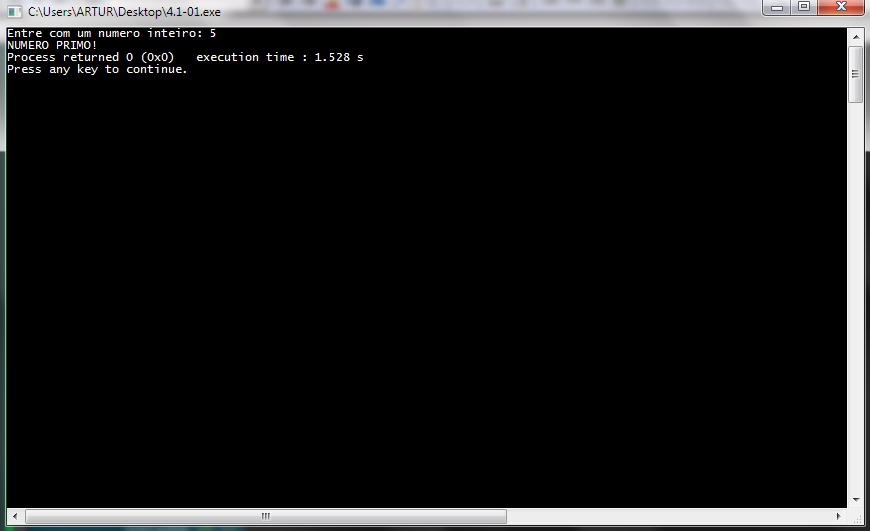 C:\Users\ARTUR\Desktop\4.1-01.exe
Entre com um numero inteiro: 5
NUMERO PRIMO!
Process returned 0 (0x0)   execution time : 1.528 s
Press any key to continue.